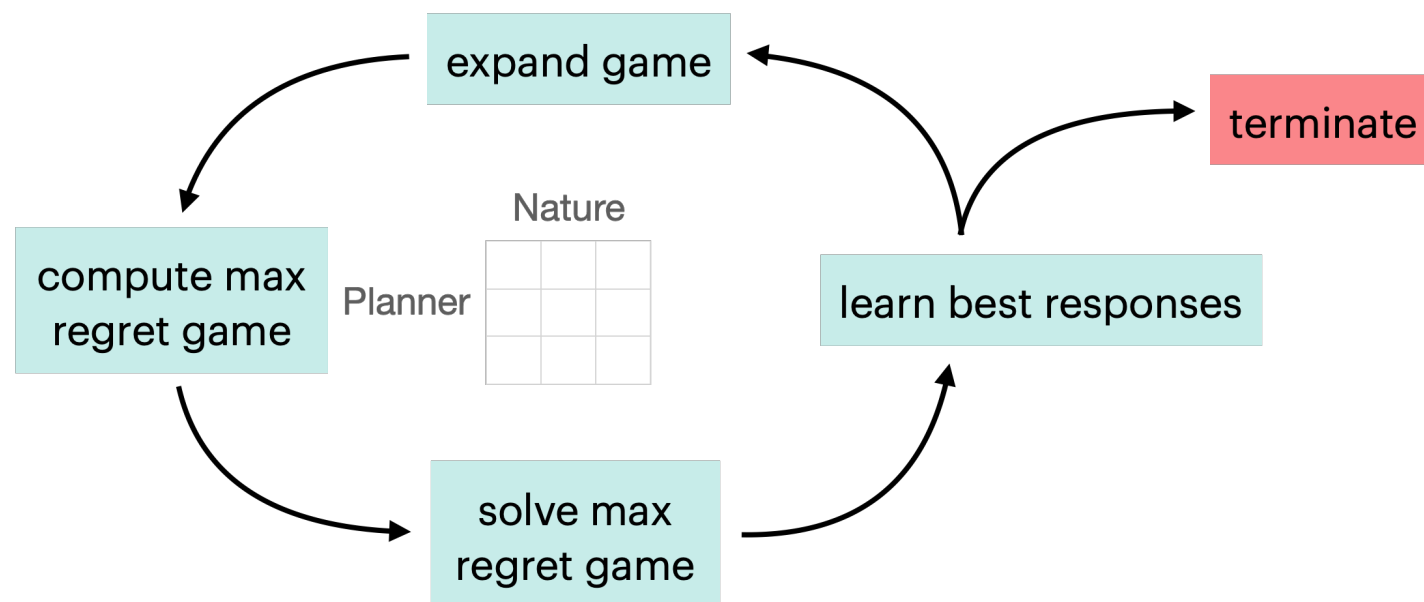 expand game
terminate
Nature
compute max
regret game
Planner
learn best responses
solve max
regret game